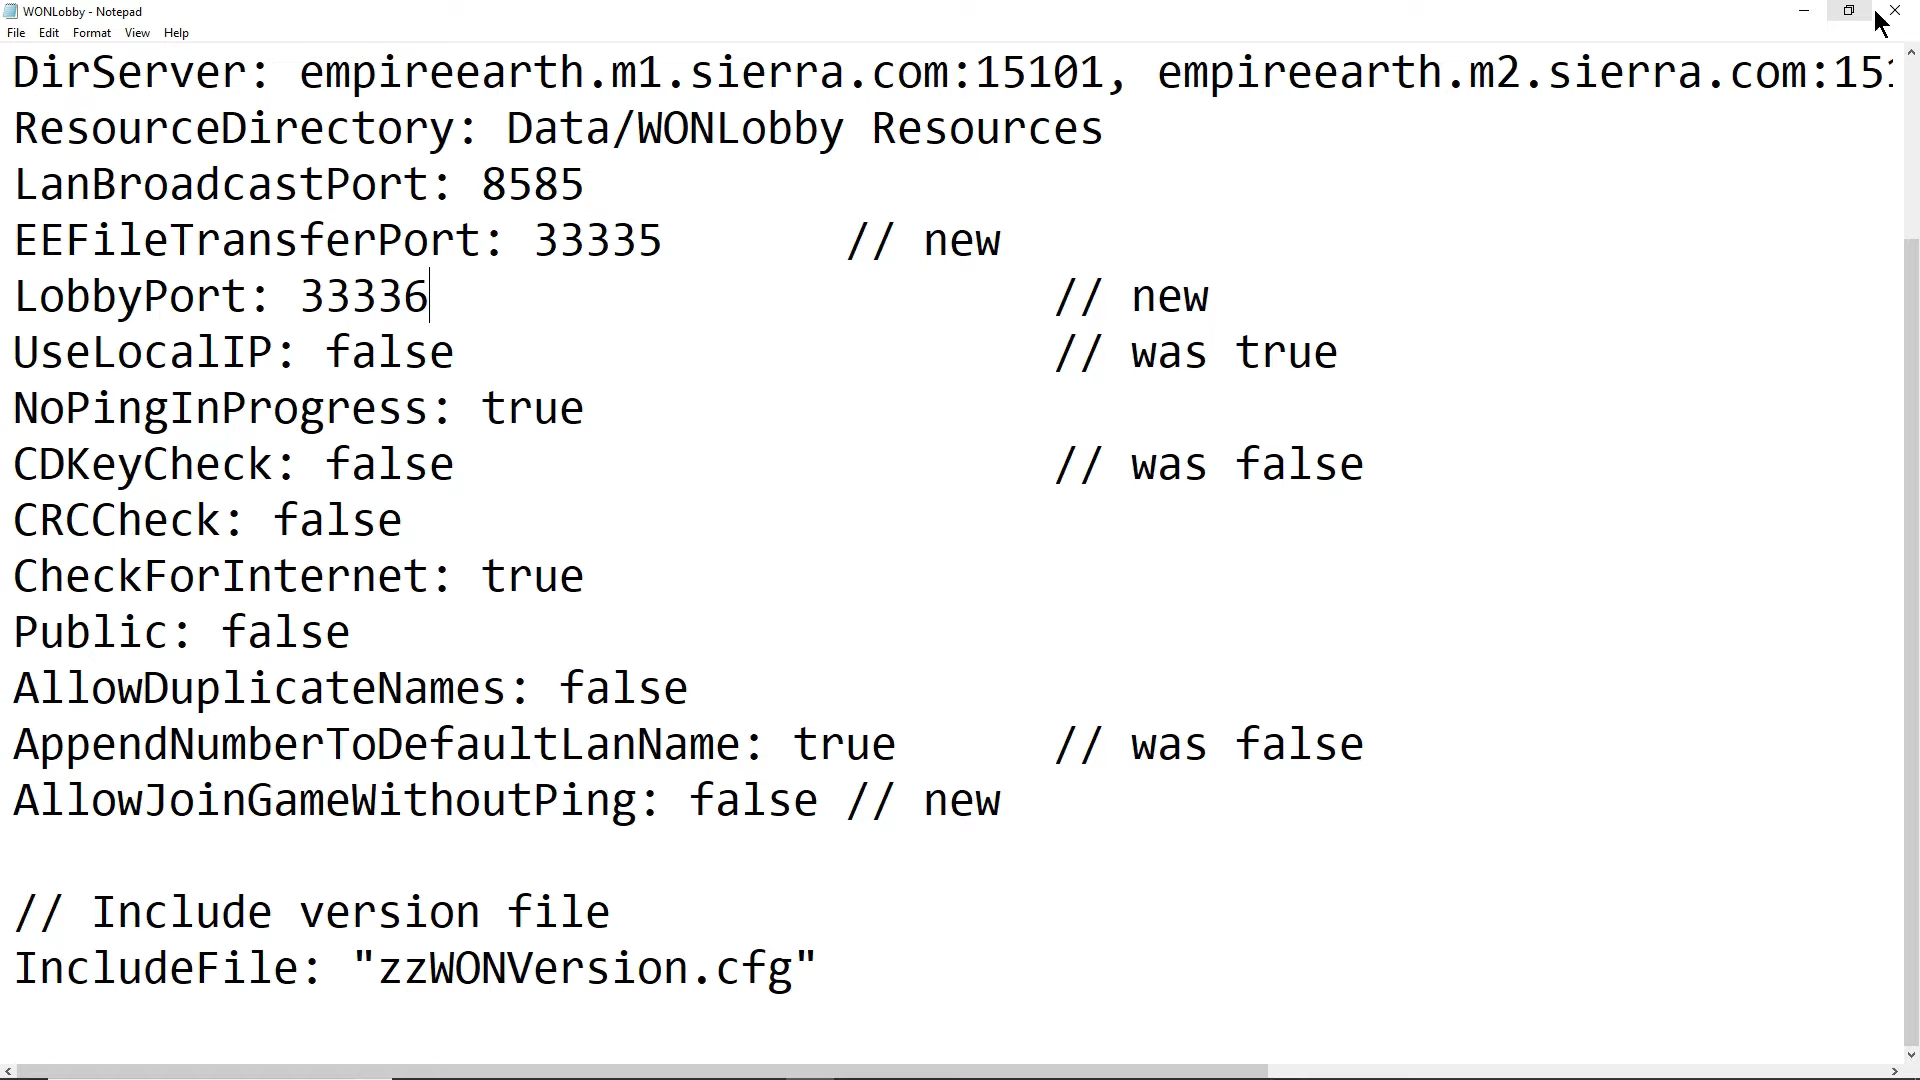 WONLobby - Notepad
File Edit Format View Help
DirServer: empireearth.m1.sierra.com:15101, empireearth.m2.sierra.com:151
ResourceDirectory: Data/WONLobby Resources
LanBroadcastPort: 8585
EEFileTransferPort: 33335 // new
LobbyPort: 33336 // new
UseLocalIP: false // was true
NoPingInProgress: true
CDKeyCheck: false // was false
CRCCheck: false
CheckForInternet: true
Public: false
AllowDuplicateNames: false
AppendNumberToDefaultLanName: true // was false
AllowJoinGameWithoutPing: false // new
// Include version file
IncludeFile: "zzWONVersion.cfg"